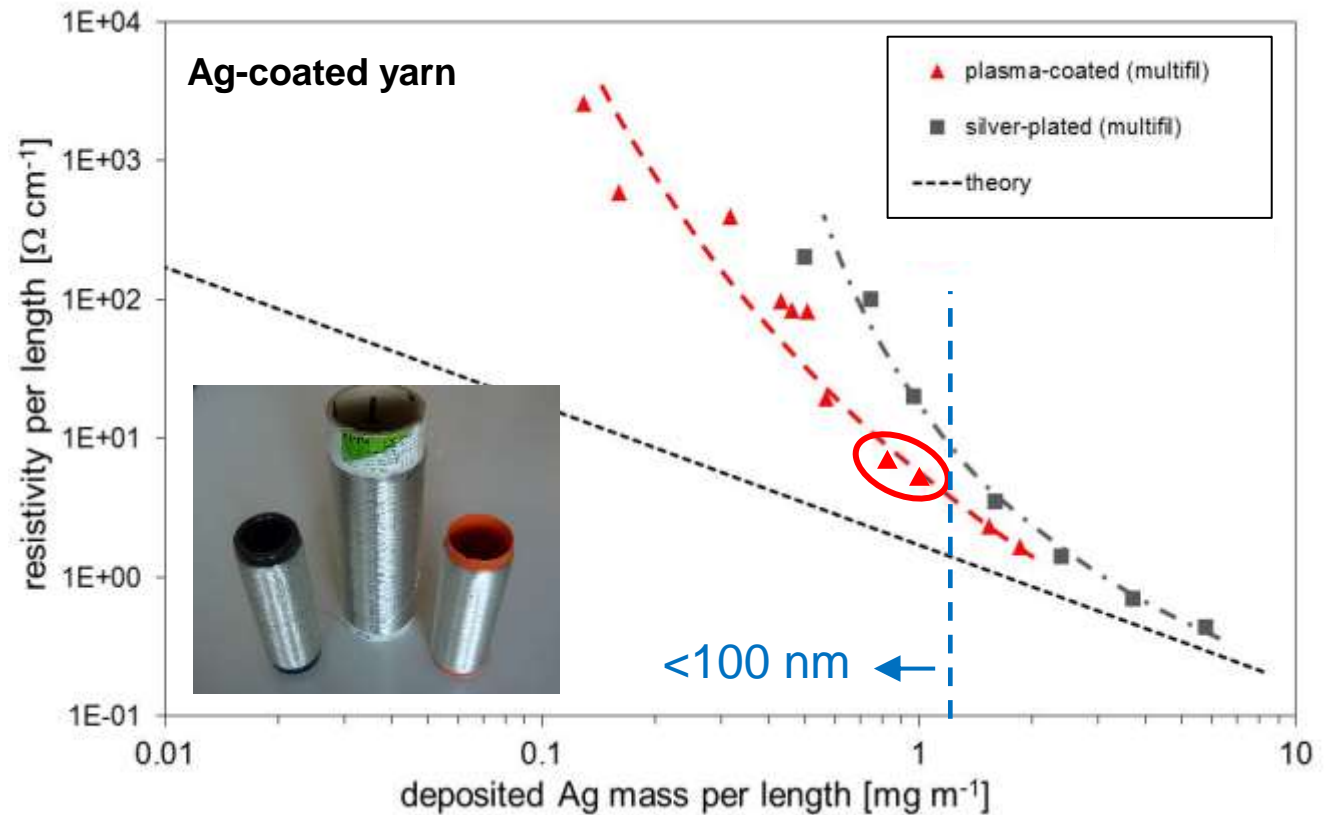 1E+04
1E+03
1E+02
1E+01
1E+00
1E-01
resistivity per length [Ω cm⁻¹]
Ag-coated yarn
plasma-coated (multifil)
silver-plated (multifil)
theory
<100 nm
0.01
0.1
1
10
deposited Ag mass per length [mg m⁻¹]